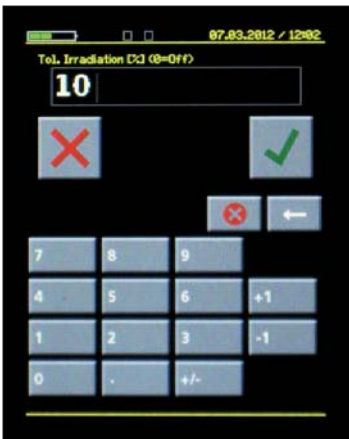 07.03.2012 / 12:02
Tol. Irradiation [%] (0=Off)
10
7 8 9
4 5 6 +1
1 2 3 -1
0 . +/-